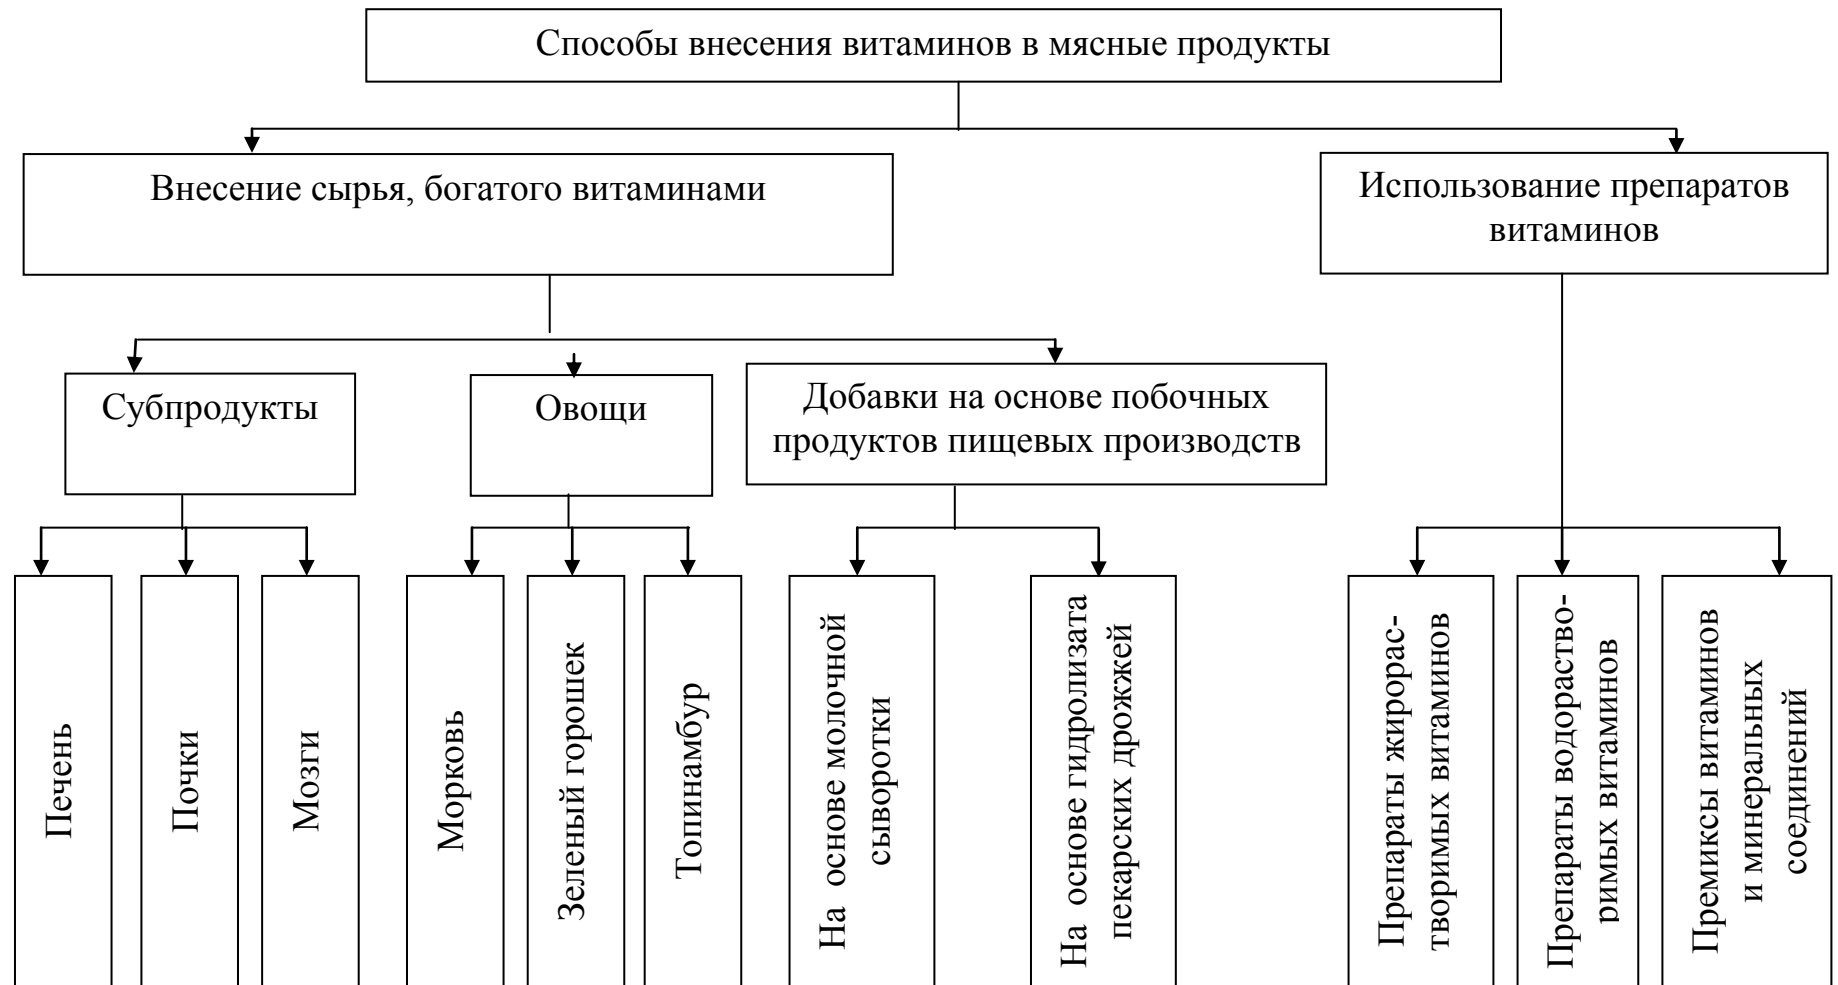 Способы внесения витаминов в мясные продукты
Внесение сырья, богатого витаминами
Использование препаратов
витаминов
Субпродукты
Овощи
Добавки на основе побочных
продуктов пищевых производств
Печень
Почки
Мозги
Морковь
Зеленый горошек
Топинамбур
На основе молочной
сыворотки
На основе гидролизата
пекарских дрожжей
Препараты жирорас-
творимых витаминов
Препараты водораство-
римых витаминов
Премиксы витаминов
и минеральных
соединений